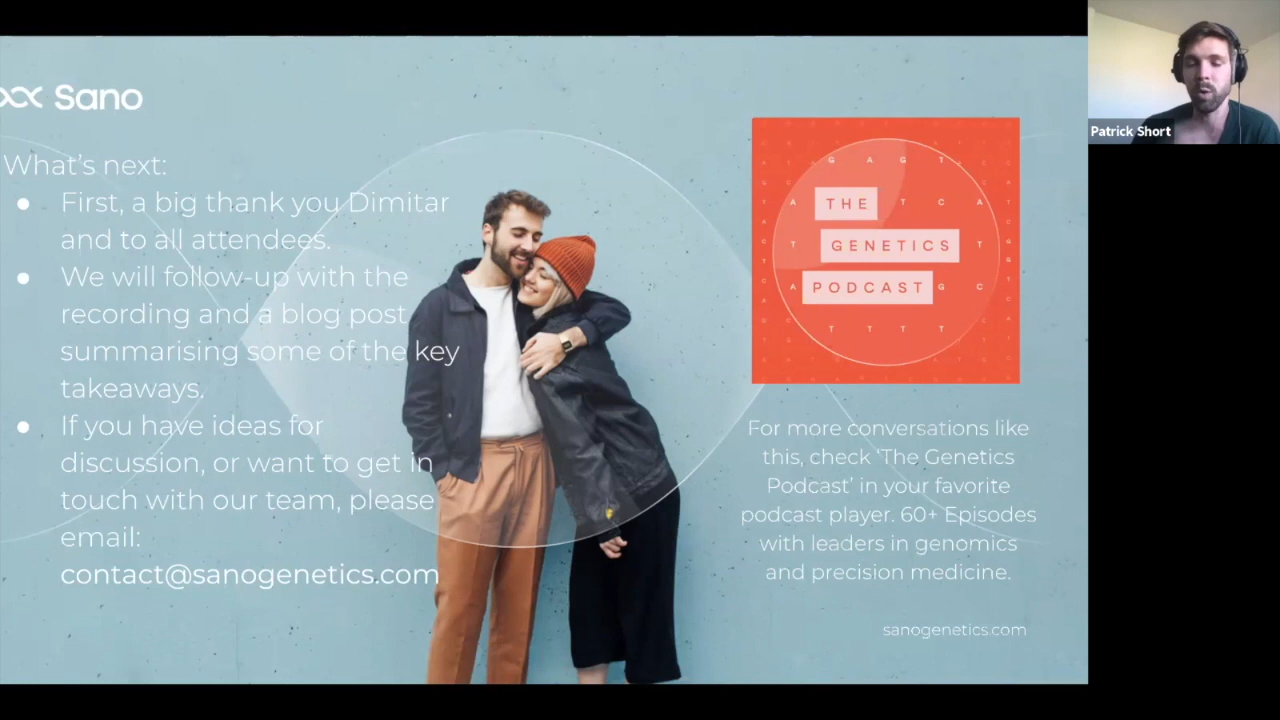 Sano
What's next:
● First, a big thank you Dimitar
and to all attendees.
● We will follow-up with the
recording and a blog post
summarising some of the key
takeaways.
● If you have ideas for
discussion, or want to get in
touch with our team, please
email:
contact@sanogenetics.com
G A G T
A THE T C A
T GENETICS T
A PODCAST G C
T T T T
For more conversations like
this, check 'The Genetics
Podcast' in your favorite
podcast player. 60+ Episodes
with leaders in genomics
and precision medicine.
sanogenetics.com
Patrick Short